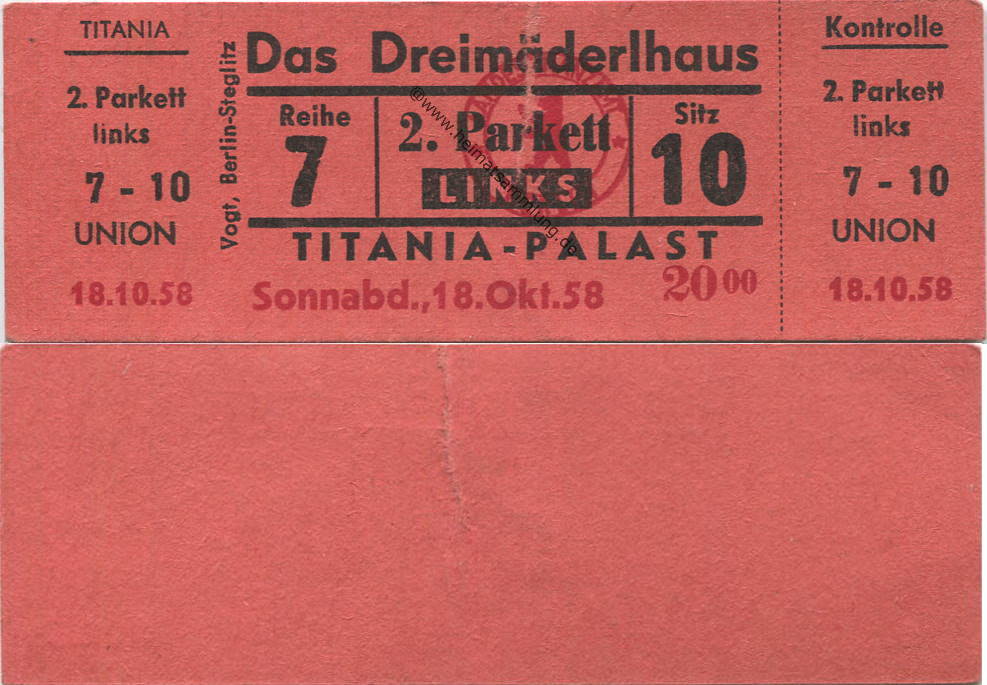 TITANIA
2. Parkett
links
7 - 10
UNION
18.10.58
Vogt, Berlin-Steglitz
Das Dreimäderlhaus
Reihe
7
2. Parkett
LINKS
Sitz
10
TITANIA-PALAST
Sonnabd., 18. Okt. 58
20 00
Kontrolle
2. Parkett
links
7 - 10
UNION
18.10.58
©www.heimatsammlung.de